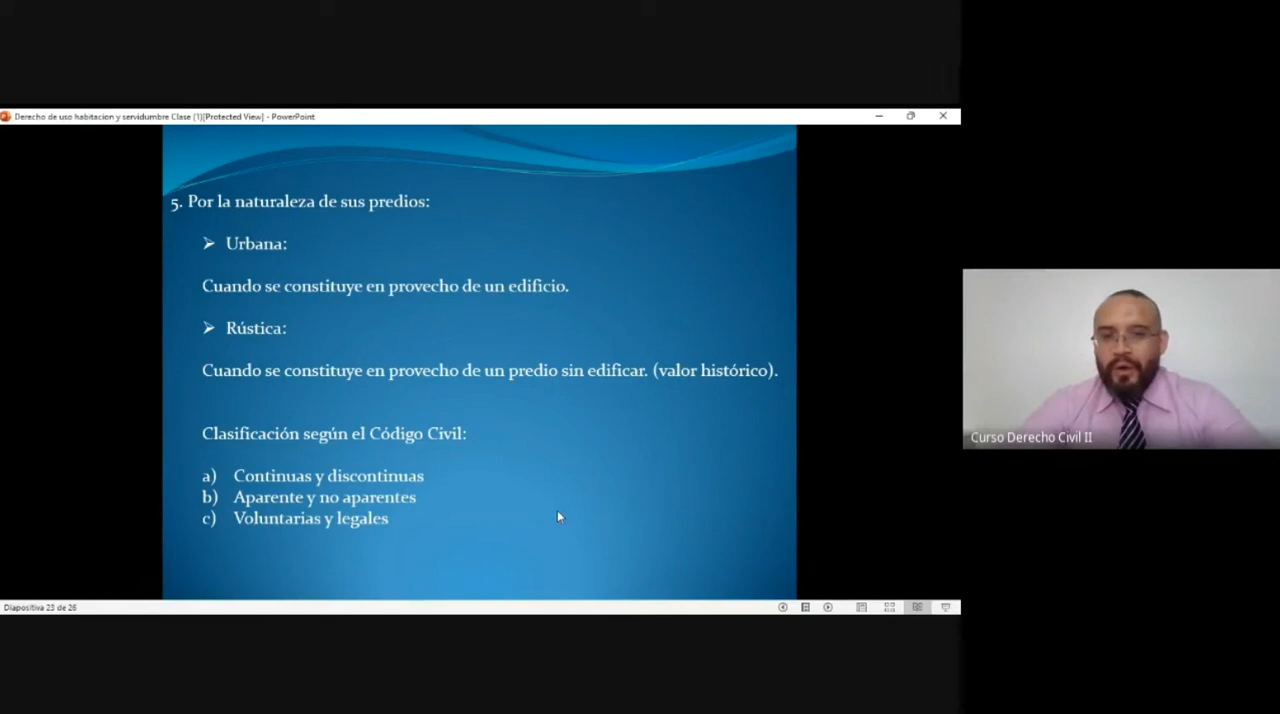 Derecho de uso habitacion y servidumbre Clase (1)[Protected View] - PowerPoint
5. Por la naturaleza de sus predios:
➢ Urbana:
Cuando se constituye en provecho de un edificio.
➢ Rústica:
Cuando se constituye en provecho de un predio sin edificar. (valor histórico).
Clasificación según el Código Civil:
a) Continuas y discontinuas
b) Aparente y no aparentes
c) Voluntarias y legales
Diapositiva 23 de 26
Curso Derecho Civil II